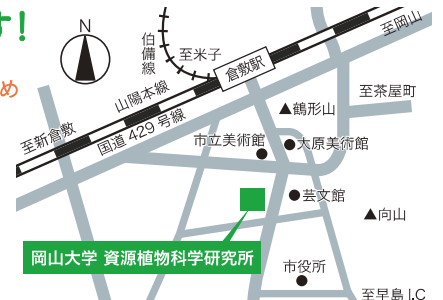 す!
め
N
伯備線
至米子
倉敷駅
至岡山
山陽本線
至新倉敷
国道429号線
至茶屋町
▲鶴形山
市立美術館
大原美術館
芸文館
▲向山
岡山大学 資源植物科学研究所
市役所
至早島I.C